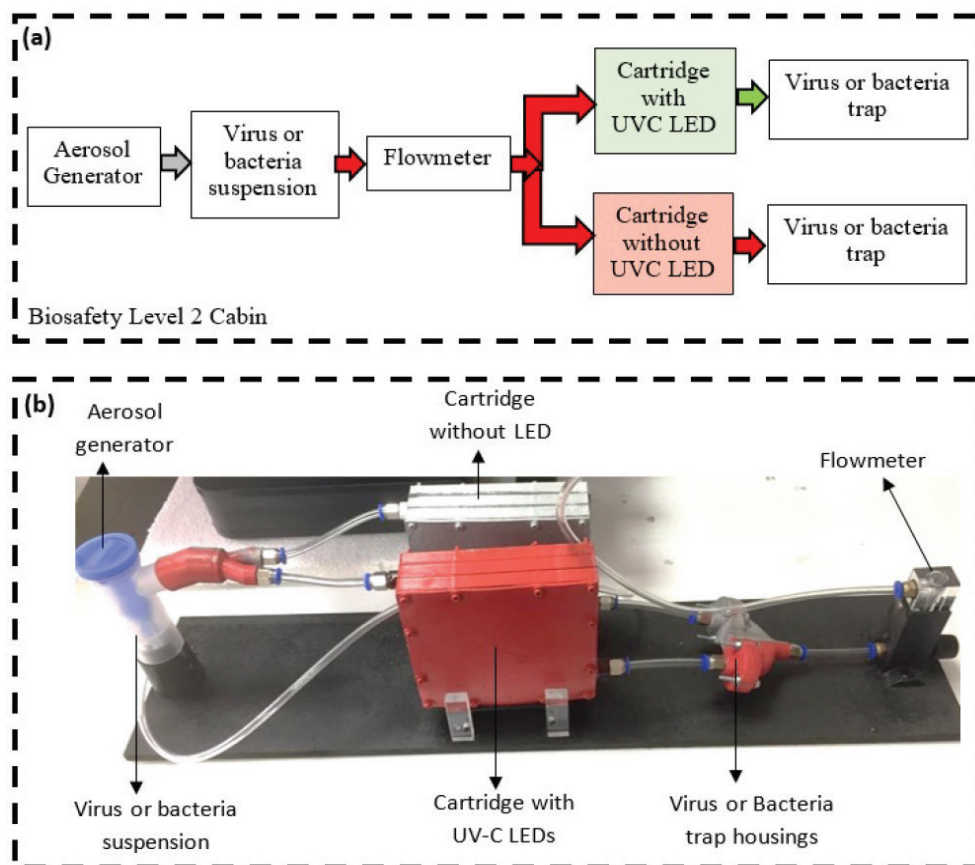 (a)
Aerosol
Generator
Virus or
bacteria
suspension
Flowmeter
Cartridge
with
UVC LED
Virus or bacteria
trap
Cartridge
without
UVC LED
Virus or bacteria
trap
Biosafety Level 2 Cabin
(b)
Aerosol
generator
Cartridge
without LED
Flowmeter
Virus or bacteria
suspension
Cartridge with
UV-C LEDs
Virus or Bacteria
trap housings